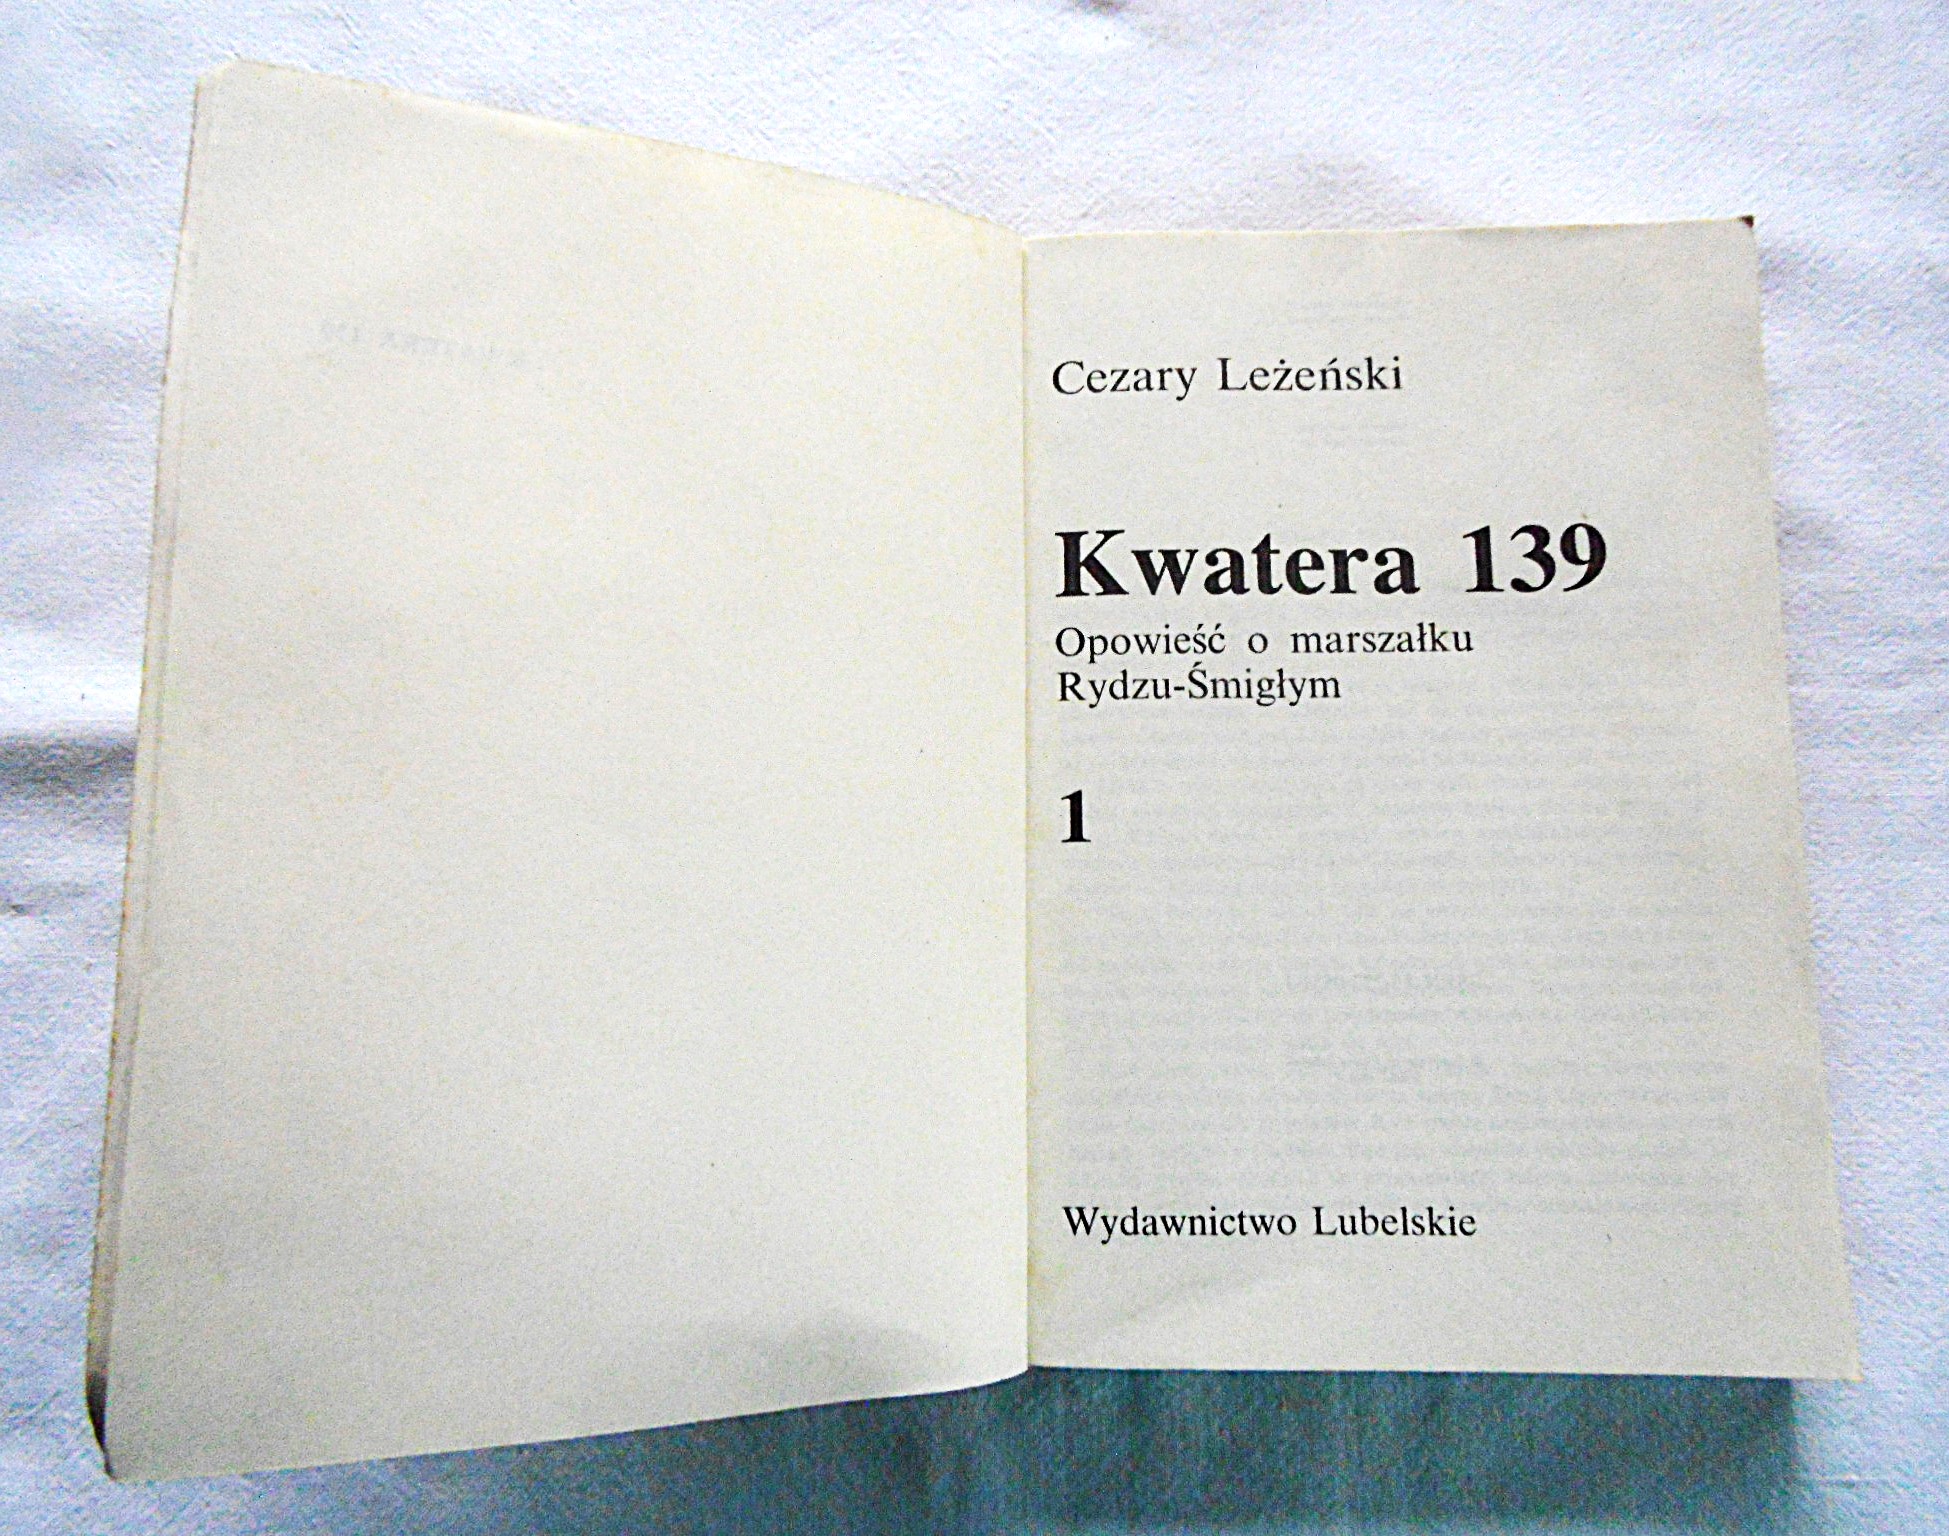 Cezary Leżeński
Kwatera 139
Opowieść o marszałku
Rydzu-Śmigłym
1
Wydawnictwo Lubelskie